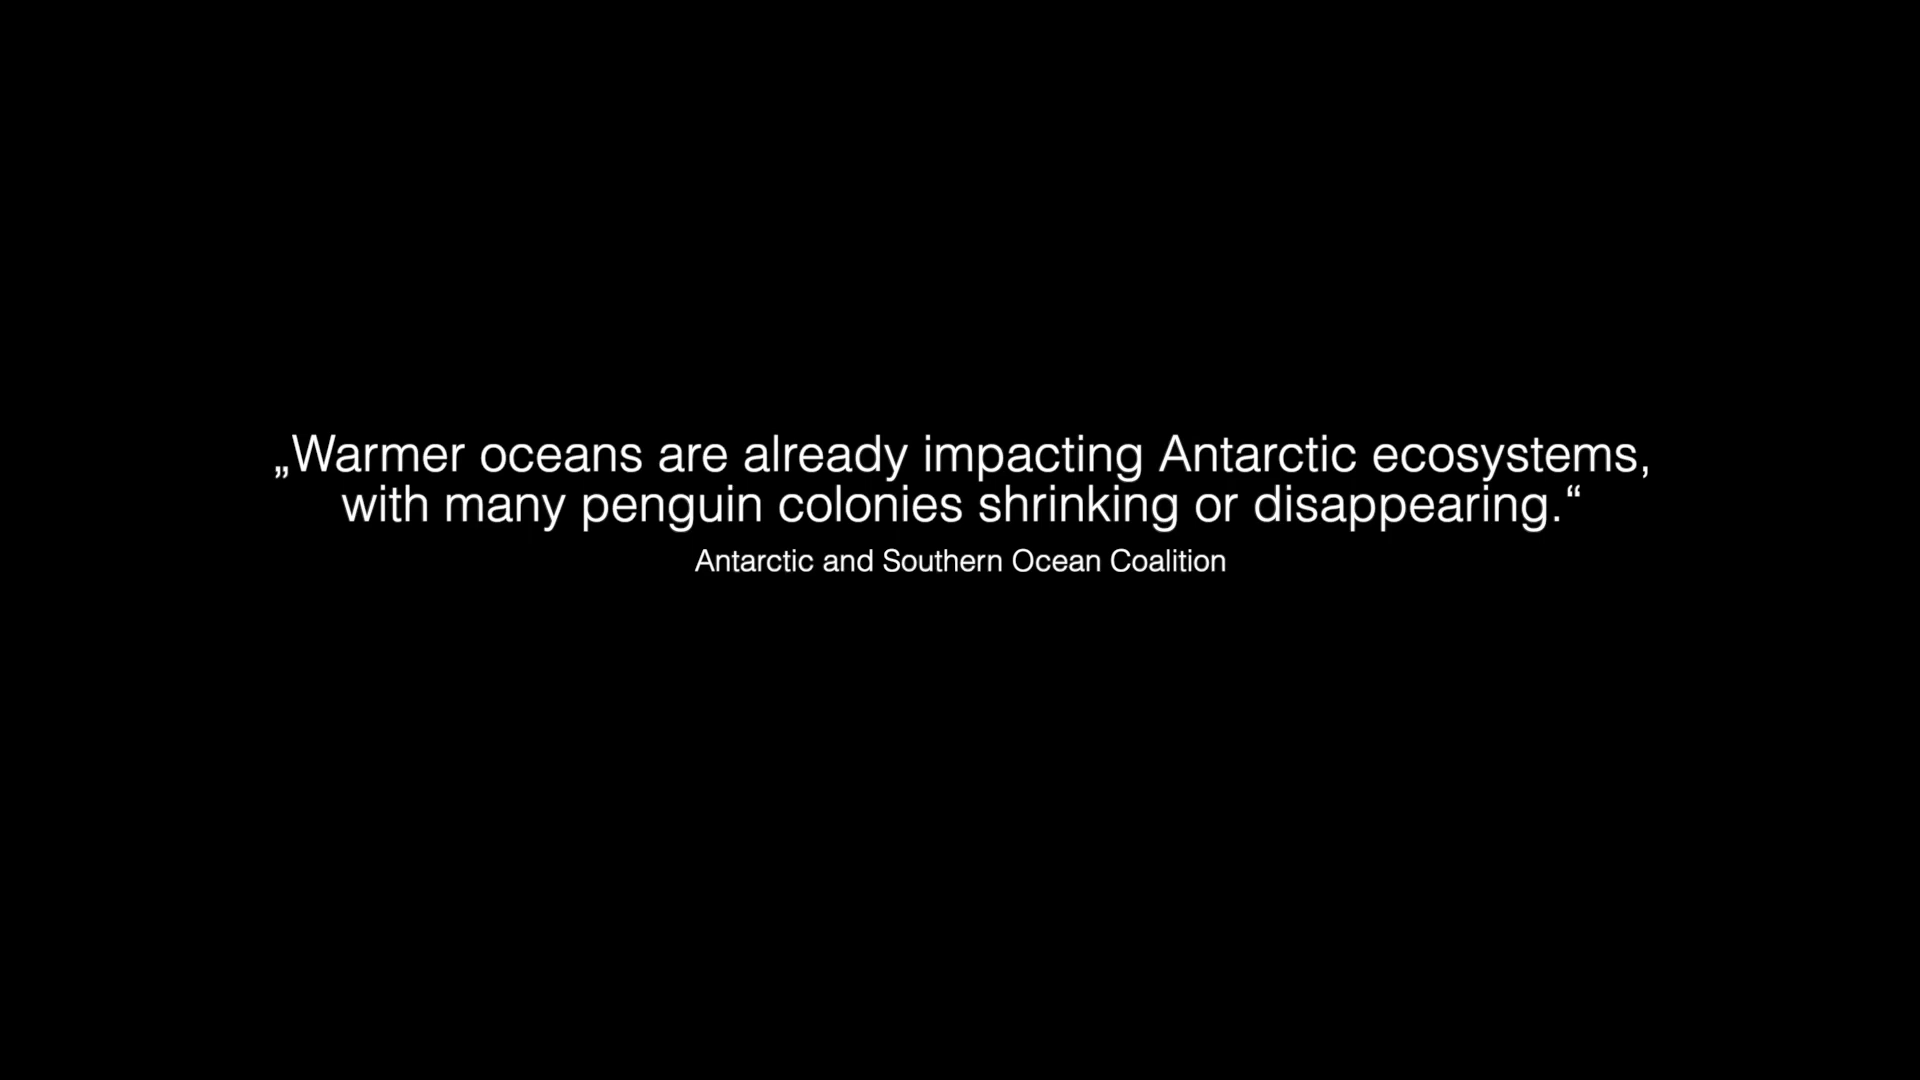 „Warmer oceans are already impacting Antarctic ecosystems,
with many penguin colonies shrinking or disappearing.“
Antarctic and Southern Ocean Coalition